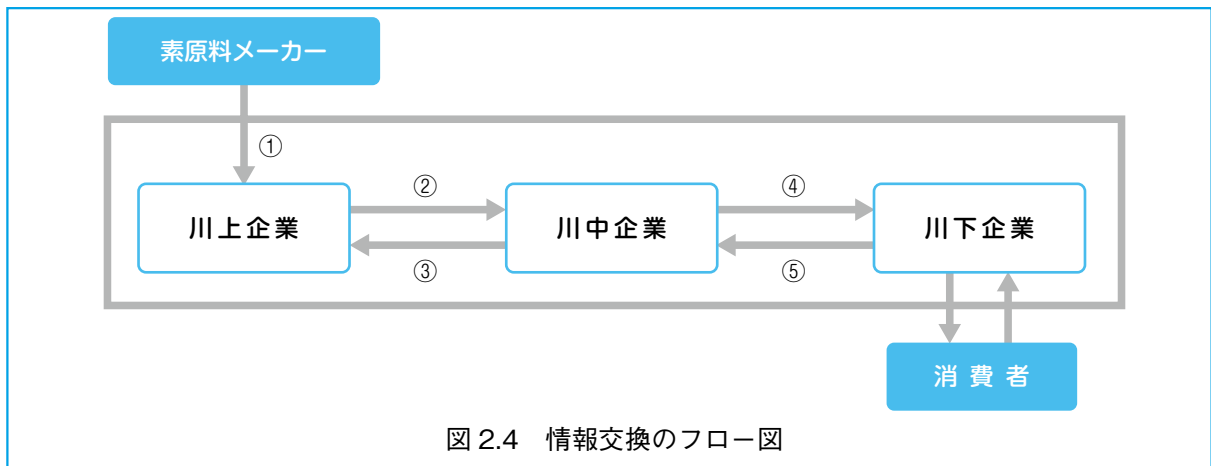 素原料メーカー
①
② ④
川上企業 川中企業 川下企業
③ ⑤
消費者
図 2.4 情報交換のフロー図